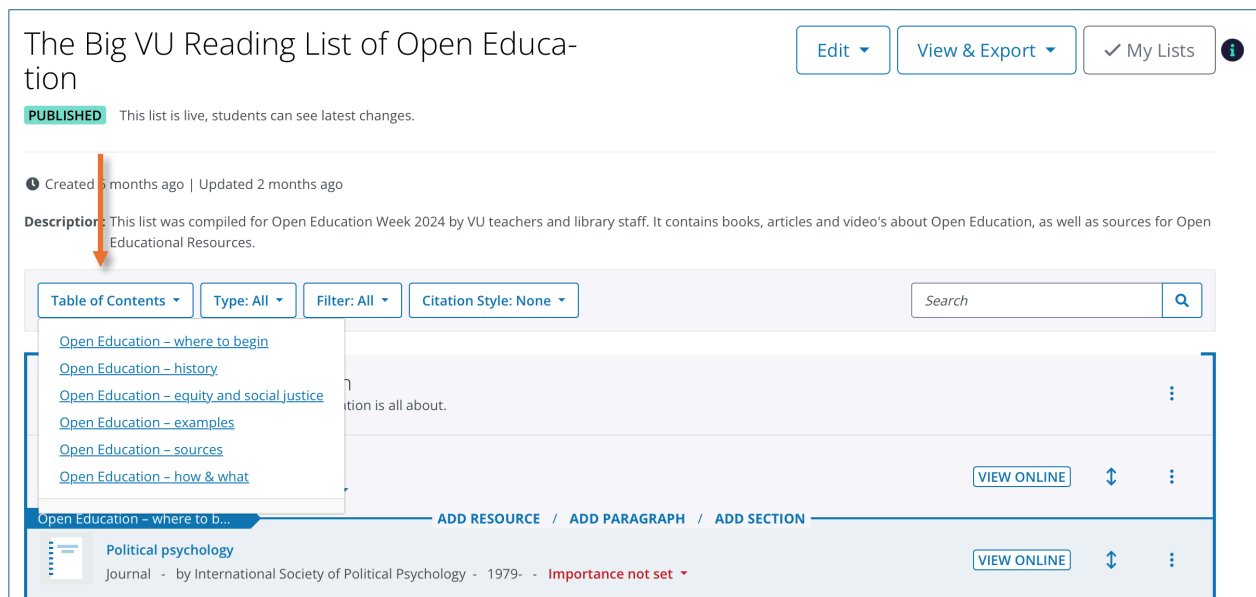 The Big VU Reading List of Open Educa-
tion
Edit
View & Export
My Lists
PUBLISHED This list is live, students can see latest changes.
Created months ago | Updated 2 months ago
Description: This list was compiled for Open Education Week 2024 by VU teachers and library staff. It contains books, articles and video's about Open Education, as well as sources for Open
Educational Resources.
Table of Contents
Type: All
Filter: All
Citation Style: None
Search
Open Education – where to begin
Open Education – history
Open Education – equity and social justice
Open Education – examples
Open Education – sources
Open Education – how & what
n
ation is all about.
VIEW ONLINE
Open Education – where to b...
ADD RESOURCE / ADD PARAGRAPH / ADD SECTION
Political psychology
Journal - by International Society of Political Psychology - 1979- - Importance not set
VIEW ONLINE